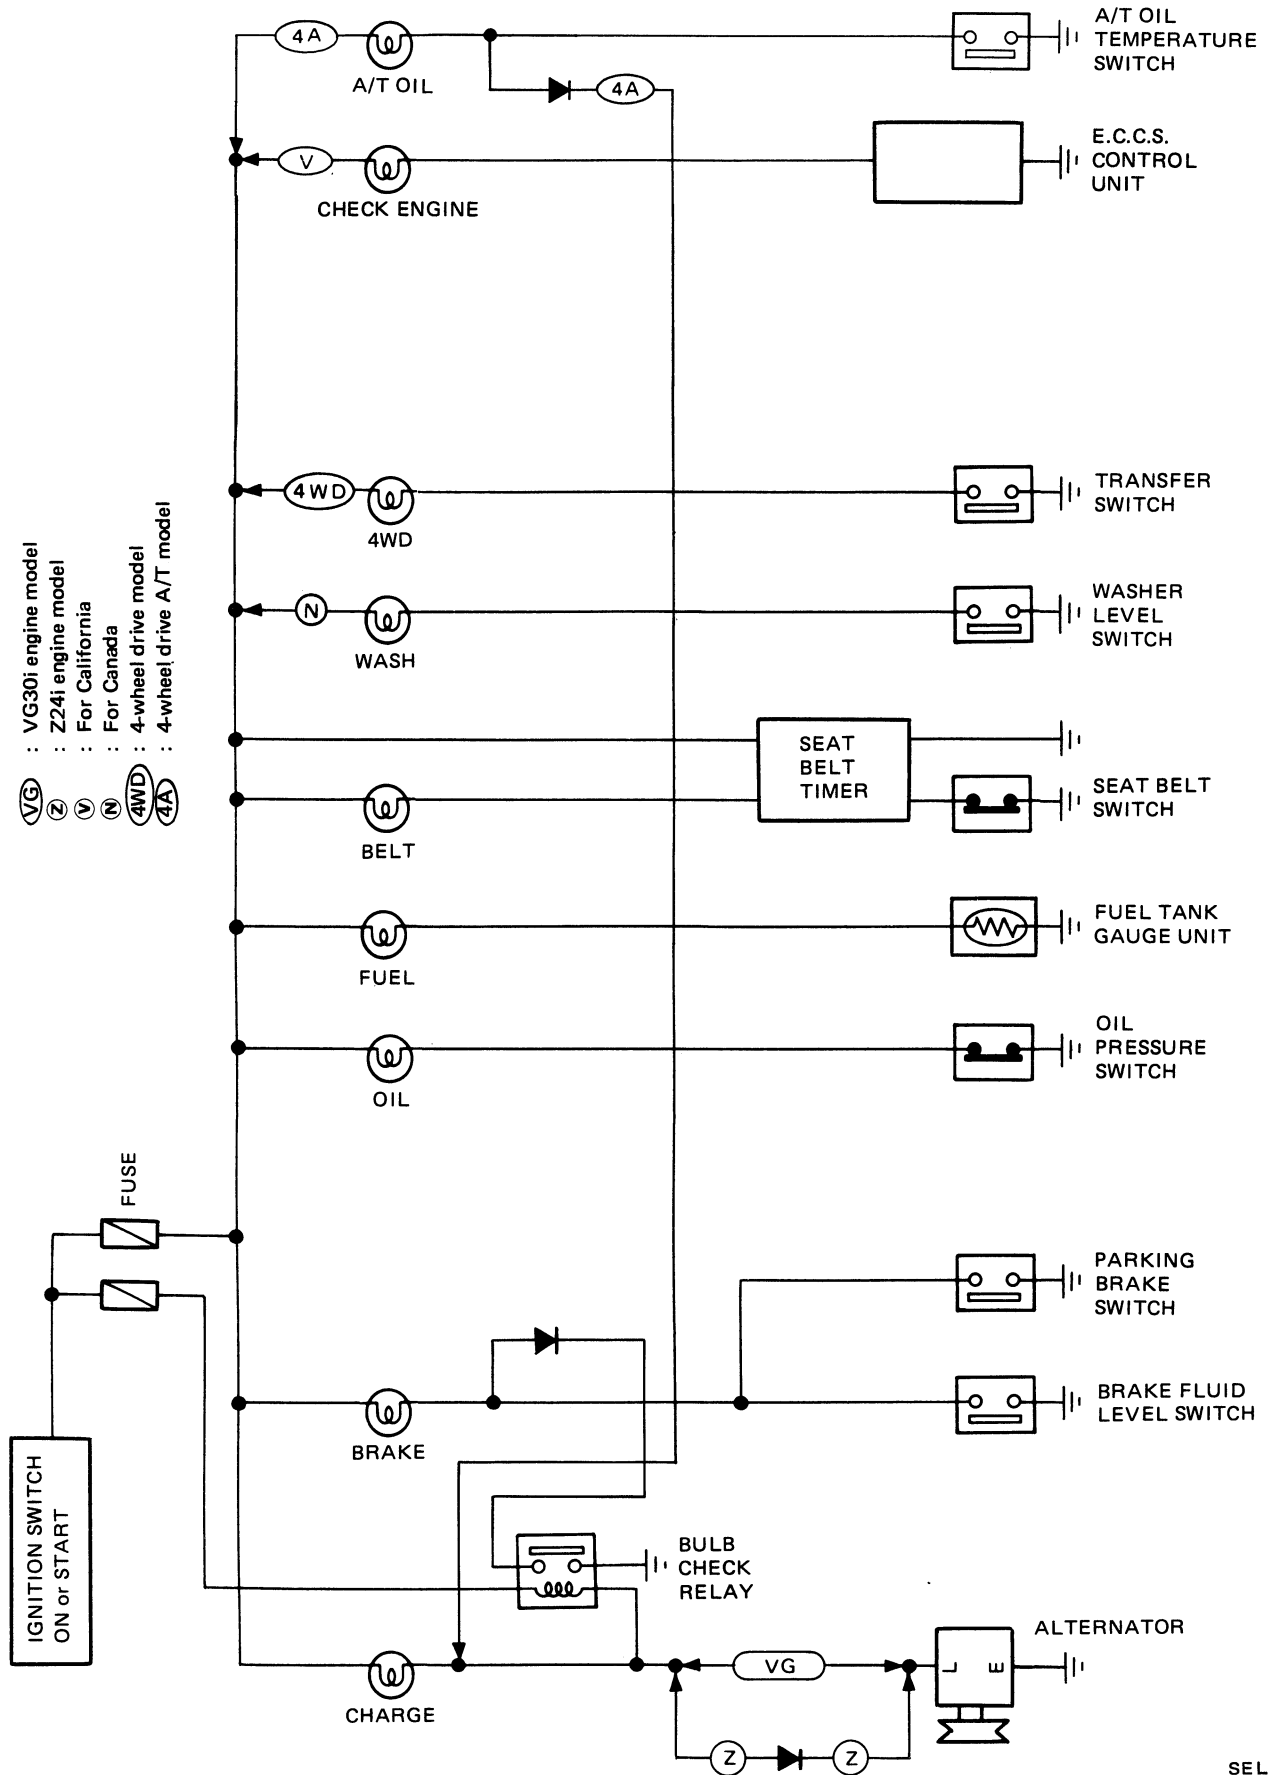 4A
A/T OIL
4A
A/T OIL
TEMPERATURE
SWITCH
V
CHECK ENGINE
E.C.C.S.
CONTROL
UNIT
4WD
4WD
TRANSFER
SWITCH
N
WASH
WASHER
LEVEL
SWITCH
VG : VG30i engine model
Z : Z24i engine model
V : For California
N : For Canada
4WD : 4-wheel drive model
4A : 4-wheel drive A/T model
SEAT
BELT
TIMER
BELT
SEAT BELT
SWITCH
FUEL
FUEL TANK
GAUGE UNIT
OIL
OIL
PRESSURE
SWITCH
FUSE
PARKING
BRAKE
SWITCH
BRAKE
BRAKE FLUID
LEVEL SWITCH
IGNITION SWITCH
ON or START
BULB
CHECK
RELAY
CHARGE
VG
L
E
ALTERNATOR
Z
Z
SEL